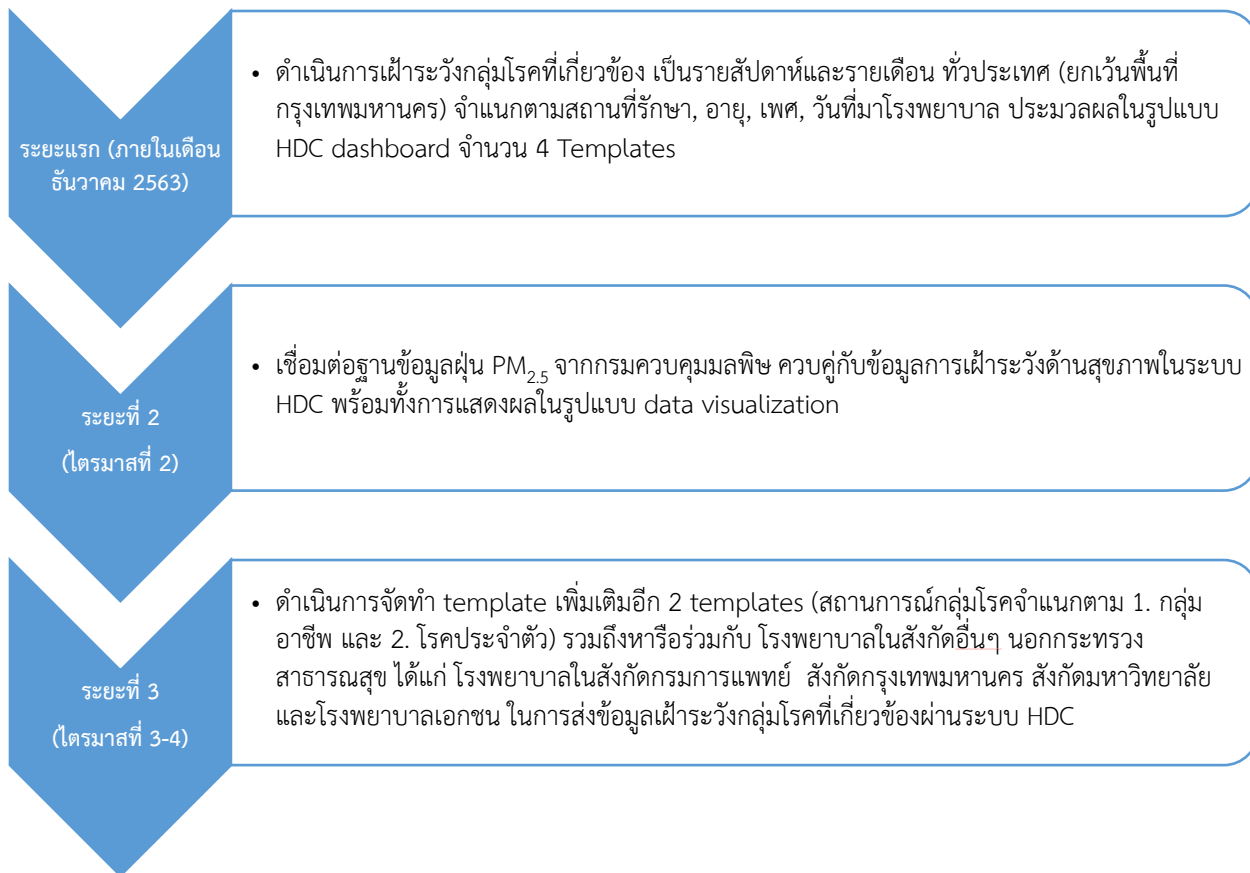 ระยะแรก (ภายในเดือน
ธันวาคม 2563)
• ดำเนินการเฝ้าระวังกลุ่มโรคที่เกี่ยวข้อง เป็นรายสัปดาห์และรายเดือน ทั่วประเทศ (ยกเว้นพื้นที่
กรุงเทพมหานคร) จำแนกตามสถานที่รักษา, อายุ, เพศ, วันที่มาโรงพยาบาล ประมวลผลในรูปแบบ
HDC dashboard จำนวน 4 Templates
ระยะที่ 2
(ไตรมาสที่ 2)
• เชื่อมต่อฐานข้อมูลฝุ่น PM2.5 จากกรมควบคุมมลพิษ ควบคู่กับข้อมูลการเฝ้าระวังด้านสุขภาพในระบบ
HDC พร้อมทั้งการแสดงผลในรูปแบบ data visualization
ระยะที่ 3
(ไตรมาสที่ 3-4)
• ดำเนินการจัดทำ template เพิ่มเติมอีก 2 templates (สถานการณ์กลุ่มโรคจำแนกตาม 1. กลุ่ม
อาชีพ และ 2. โรคประจำตัว) รวมถึงหารือร่วมกับ โรงพยาบาลในสังกัดอื่นๆ นอกกระทรวง
สาธารณสุข ได้แก่ โรงพยาบาลในสังกัดกรมการแพทย์ สังกัดกรุงเทพมหานคร สังกัดมหาวิทยาลัย
และโรงพยาบาลเอกชน ในการส่งข้อมูลเฝ้าระวังกลุ่มโรคที่เกี่ยวข้องผ่านระบบ HDC